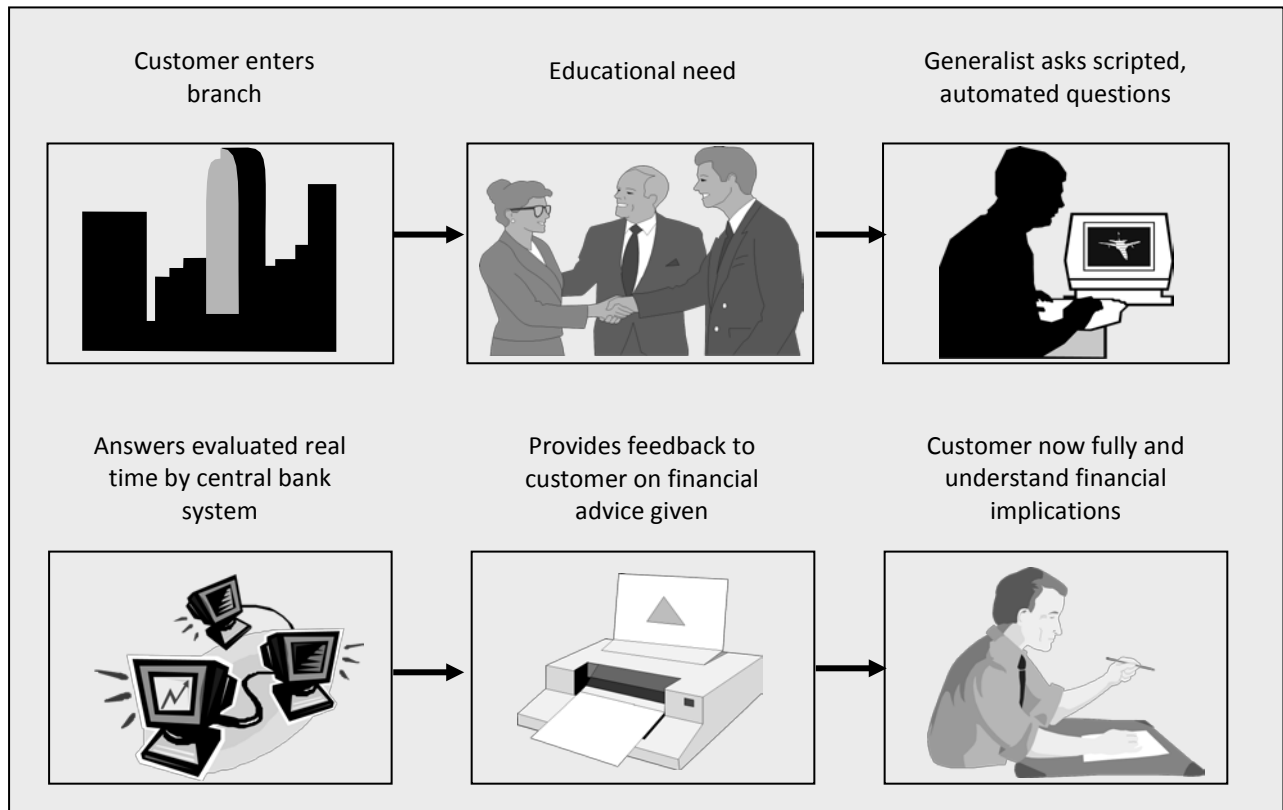 Customer enters
branch
Educational need
Generalist asks scripted,
automated questions
Answers evaluated real
time by central bank
system
Provides feedback to
customer on financial
advice given
Customer now fully and
understand financial
implications